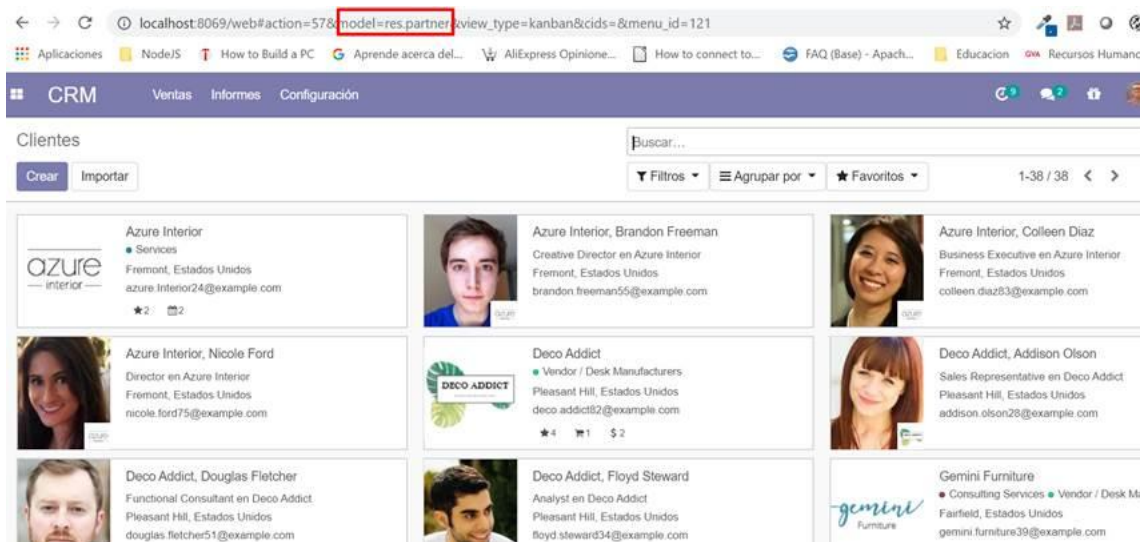 localhost:8069/web#action=57&model=res.partner&view_type=kanban&cids=&menu_id=121
Aplicaciones NodeJS How to Build a PC Aprende acerca del... AliExpress Opinione... How to connect to... FAQ (Base) - Apach... Educacion GVA Recursos Humano
CRM Ventas Informes Configuración 9 2
Clientes Buscar...
Crear Importar Filtros Agrupar por Favoritos 1-38 / 38
azure interior
Azure Interior
Services
Fremont, Estados Unidos
azure.Interior24@example.com
2 2
Azure Interior, Brandon Freeman
Creative Director en Azure Interior
Fremont, Estados Unidos
brandon.freeman55@example.com
Azure Interior, Colleen Diaz
Business Executive en Azure Interior
Fremont, Estados Unidos
colleen.diaz83@example.com
Azure Interior, Nicole Ford
Director en Azure Interior
Fremont, Estados Unidos
nicole.ford75@example.com
DECO ADDICT
Deco Addict
Vendor / Desk Manufacturers
Pleasant Hill, Estados Unidos
deco.addict82@example.com
4 1 $ 2
Deco Addict, Addison Olson
Sales Representative en Deco Addict
Pleasant Hill, Estados Unidos
addison.olson28@example.com
Deco Addict, Douglas Fletcher
Functional Consultant en Deco Addict
Pleasant Hill, Estados Unidos
douglas.fletcher51@example.com
Deco Addict, Floyd Steward
Analyst en Deco Addict
Pleasant Hill, Estados Unidos
floyd.steward34@example.com
gemini Furniture
Gemini Furniture
Consulting Services Vendor / Desk Ma
Fairfield, Estados Unidos
gemini.furniture39@example.com